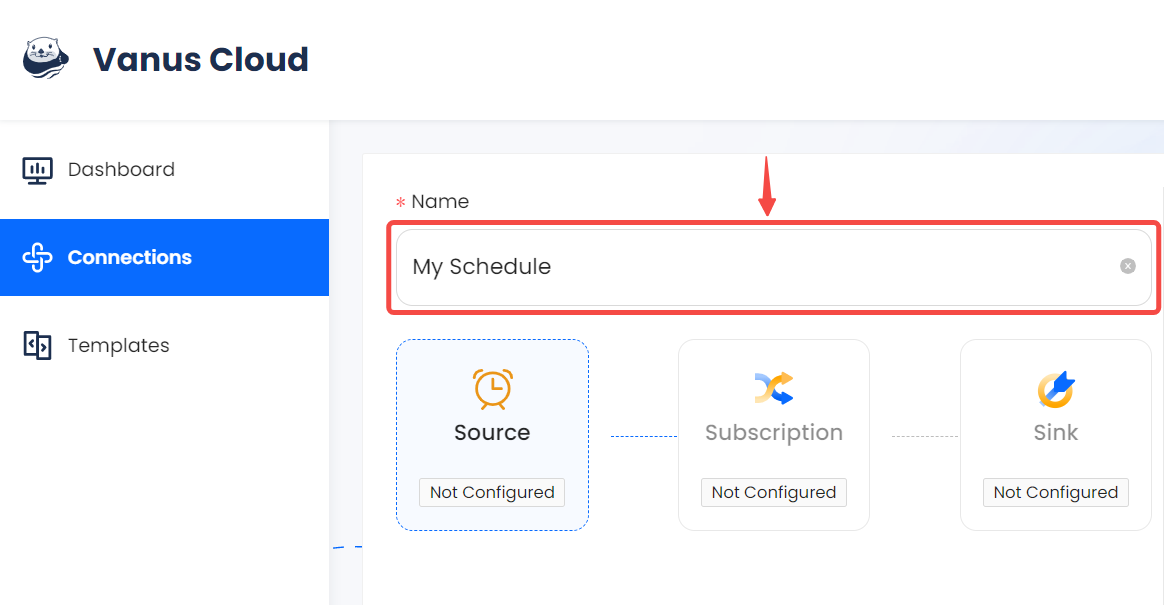 Vanus Cloud
Dashboard
Connections
Templates
* Name
My Schedule
Source
Not Configured
Subscription
Not Configured
Sink
Not Configured